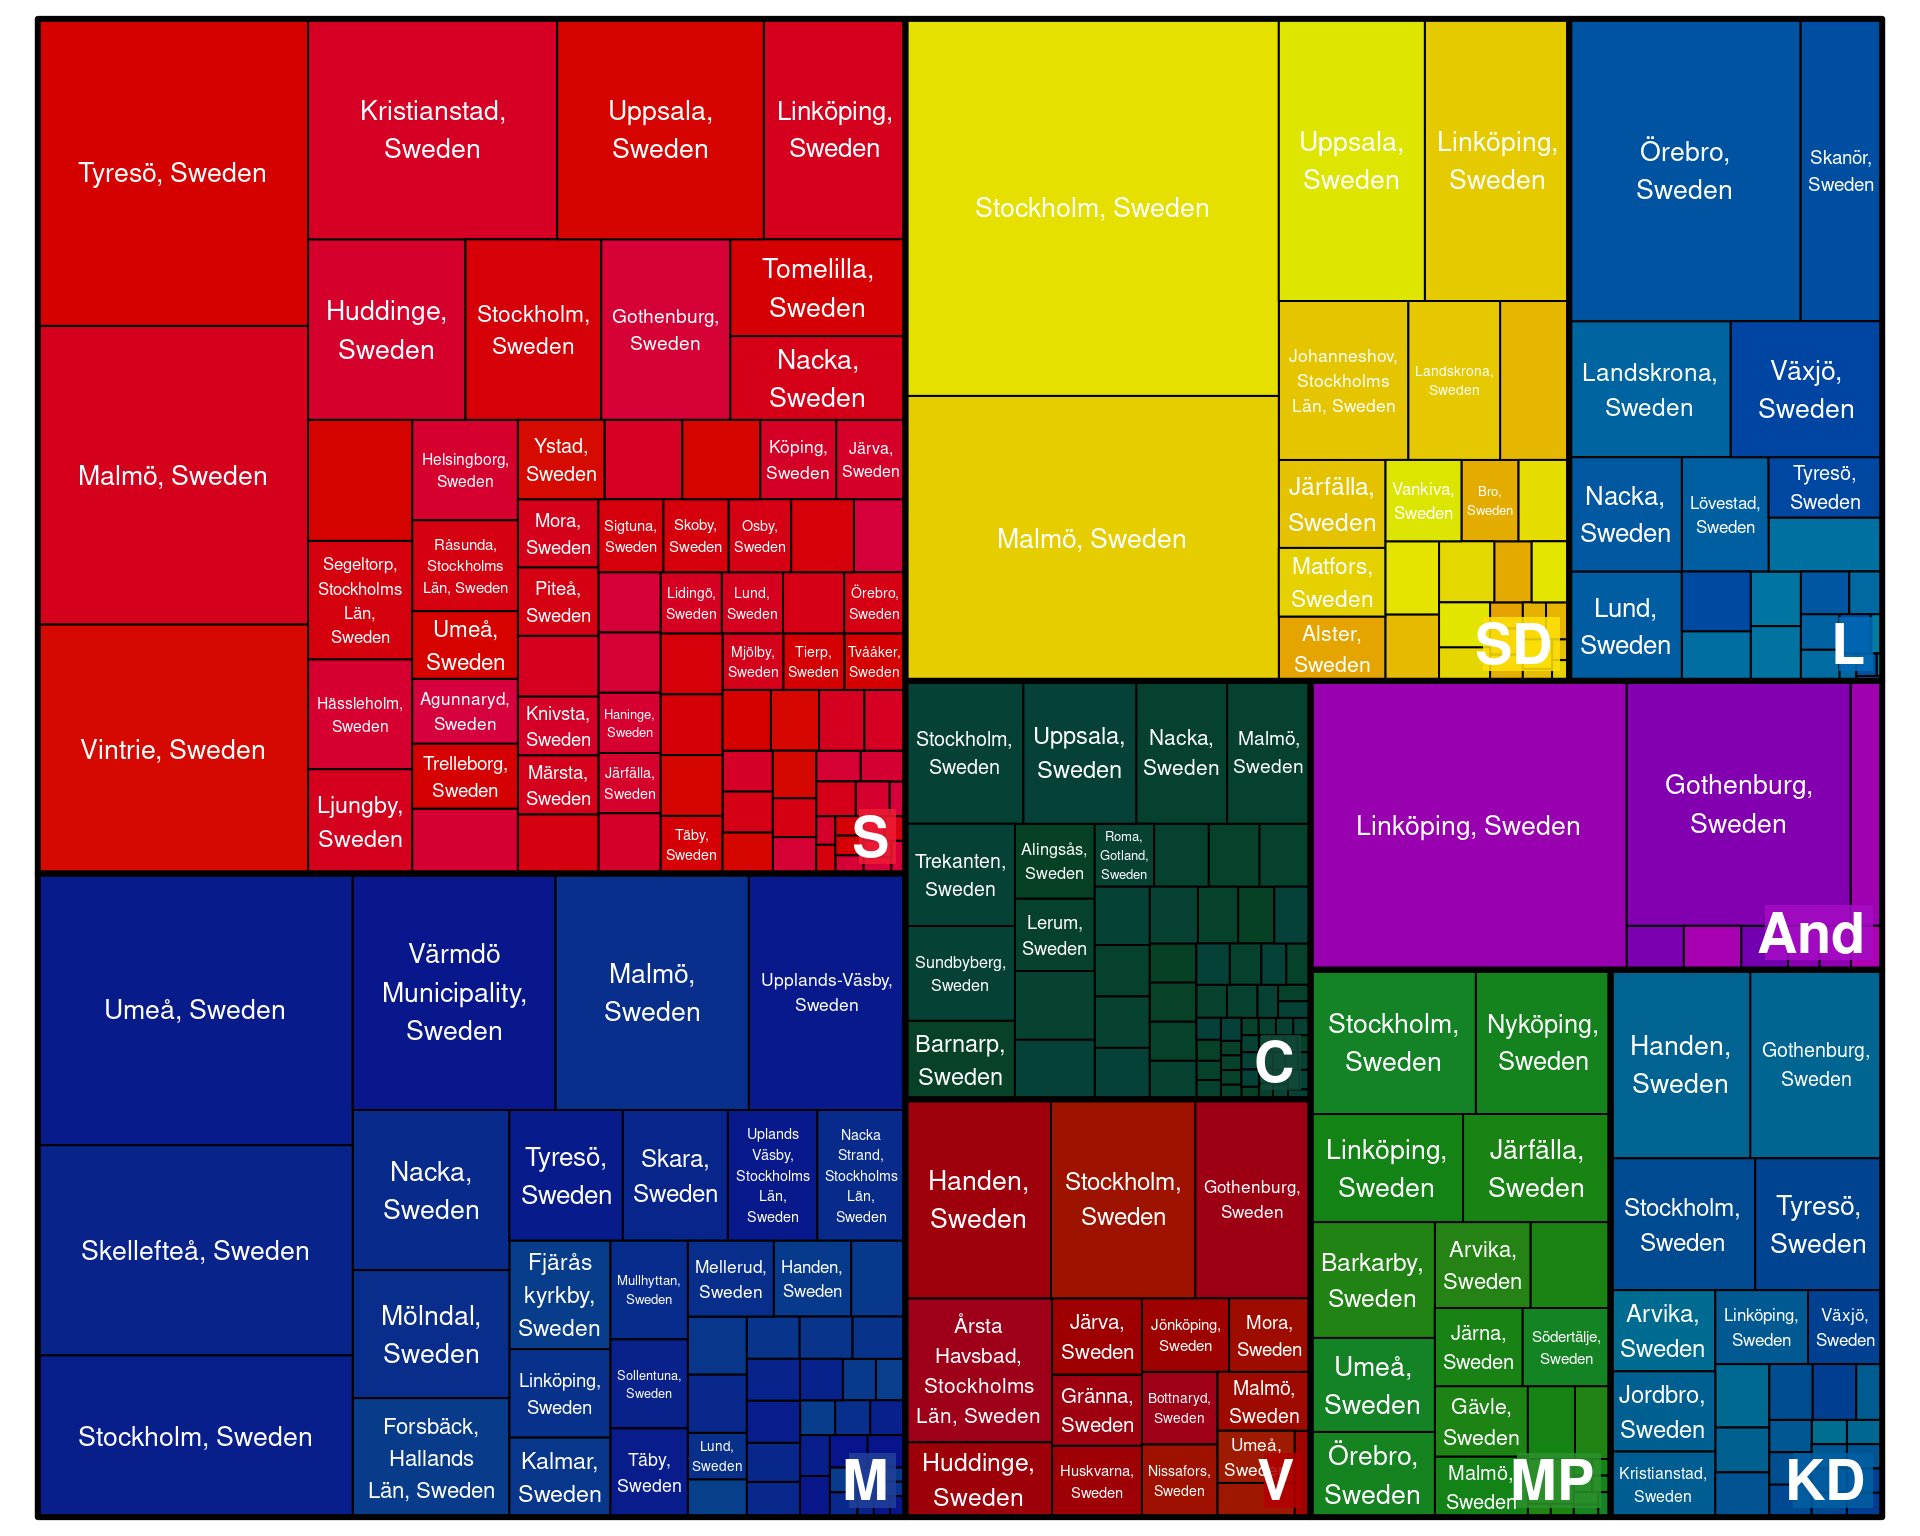 Tyresö, Sweden
Malmö, Sweden
Vintrie, Sweden
Kristianstad,
Sweden
Uppsala,
Sweden
Linköping,
Sweden
Huddinge,
Sweden
Stockholm,
Sweden
Gothenburg,
Sweden
Tomelilla,
Sweden
Nacka,
Sweden
Helsingborg,
Sweden
Ystad,
Sweden
Köping,
Sweden
Järva,
Sweden
Segeltorp,
Stockholms
Län,
Sweden
Råsunda,
Stockholms
Län, Sweden
Mora,
Sweden
Sigtuna,
Sweden
Skoby,
Sweden
Osby,
Sweden
Piteå,
Sweden
Lidingö,
Sweden
Lund,
Sweden
Örebro,
Sweden
Umeå,
Sweden
Mjölby,
Sweden
Tierp,
Sweden
Tvååker,
Sweden
Hässleholm,
Sweden
Agunnaryd,
Sweden
Knivsta,
Sweden
Haninge,
Sweden
Trelleborg,
Sweden
Märsta,
Sweden
Järfälla,
Sweden
Ljungby,
Sweden
Täby,
Sweden
S
Stockholm, Sweden
Malmö, Sweden
Uppsala,
Sweden
Linköping,
Sweden
Johanneshov,
Stockholms
Län, Sweden
Landskrona,
Sweden
Järfälla,
Sweden
Vankiva,
Sweden
Bro,
Sweden
Matfors,
Sweden
Alster,
Sweden
SD
Örebro,
Sweden
Skanör,
Sweden
Landskrona,
Sweden
Växjö,
Sweden
Nacka,
Sweden
Lövestad,
Sweden
Tyresö,
Sweden
Lund,
Sweden
L
Umeå, Sweden
Skellefteå, Sweden
Stockholm, Sweden
Värmdö
Municipality,
Sweden
Malmö,
Sweden
Upplands-Väsby,
Sweden
Nacka,
Sweden
Tyresö,
Sweden
Skara,
Sweden
Uplands
Väsby,
Stockholms
Län,
Sweden
Nacka
Strand,
Stockholms
Län,
Sweden
Mölndal,
Sweden
Fjärås
kyrkby,
Sweden
Mullhyttan,
Sweden
Mellerud,
Sweden
Handen,
Sweden
Linköping,
Sweden
Sollentuna,
Sweden
Forsbäck,
Hallands
Län, Sweden
Kalmar,
Sweden
Täby,
Sweden
Lund,
Sweden
M
Stockholm,
Sweden
Uppsala,
Sweden
Nacka,
Sweden
Malmö,
Sweden
Trekanten,
Sweden
Alingsås,
Sweden
Roma,
Gotland,
Sweden
Lerum,
Sweden
Sundbyberg,
Sweden
Barnarp,
Sweden
C
Linköping, Sweden
Gothenburg,
Sweden
And
Handen,
Sweden
Stockholm,
Sweden
Gothenburg,
Sweden
Årsta
Havsbad,
Stockholms
Län, Sweden
Järva,
Sweden
Jönköping,
Sweden
Mora,
Sweden
Gränna,
Sweden
Bottnaryd,
Sweden
Malmö,
Sweden
Huddinge,
Sweden
Huskvarna,
Sweden
Nissafors,
Sweden
Umeå,
Sweden
V
Stockholm,
Sweden
Nyköping,
Sweden
Linköping,
Sweden
Järfälla,
Sweden
Barkarby,
Sweden
Arvika,
Sweden
Järna,
Sweden
Södertälje,
Sweden
Umeå,
Sweden
Gävle,
Sweden
Örebro,
Sweden
Malmö,
Sweden
MP
Handen,
Sweden
Gothenburg,
Sweden
Stockholm,
Sweden
Tyresö,
Sweden
Arvika,
Sweden
Linköping,
Sweden
Växjö,
Sweden
Jordbro,
Sweden
Kristianstad,
Sweden
KD